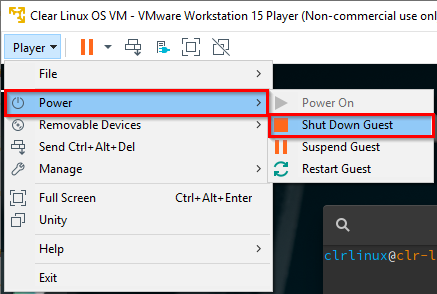 Clear Linux OS VM - VMware Workstation 15 Player (Non-commercial use onl
Player
File
Power
Removable Devices
Send Ctrl+Alt+Del
Manage
Full Screen Ctrl+Alt+Enter
Unity
Help
Exit
Power On
Shut Down Guest
Suspend Guest
Restart Guest
clrlinux@clr-l